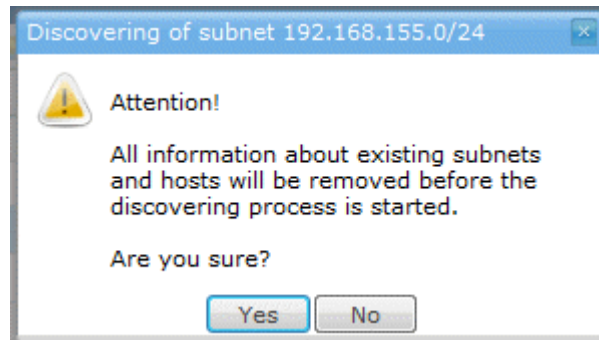 Discovering of subnet 192.168.155.0/24
Attention!
All information about existing subnets
and hosts will be removed before the
discovering process is started.
Are you sure?
Yes No